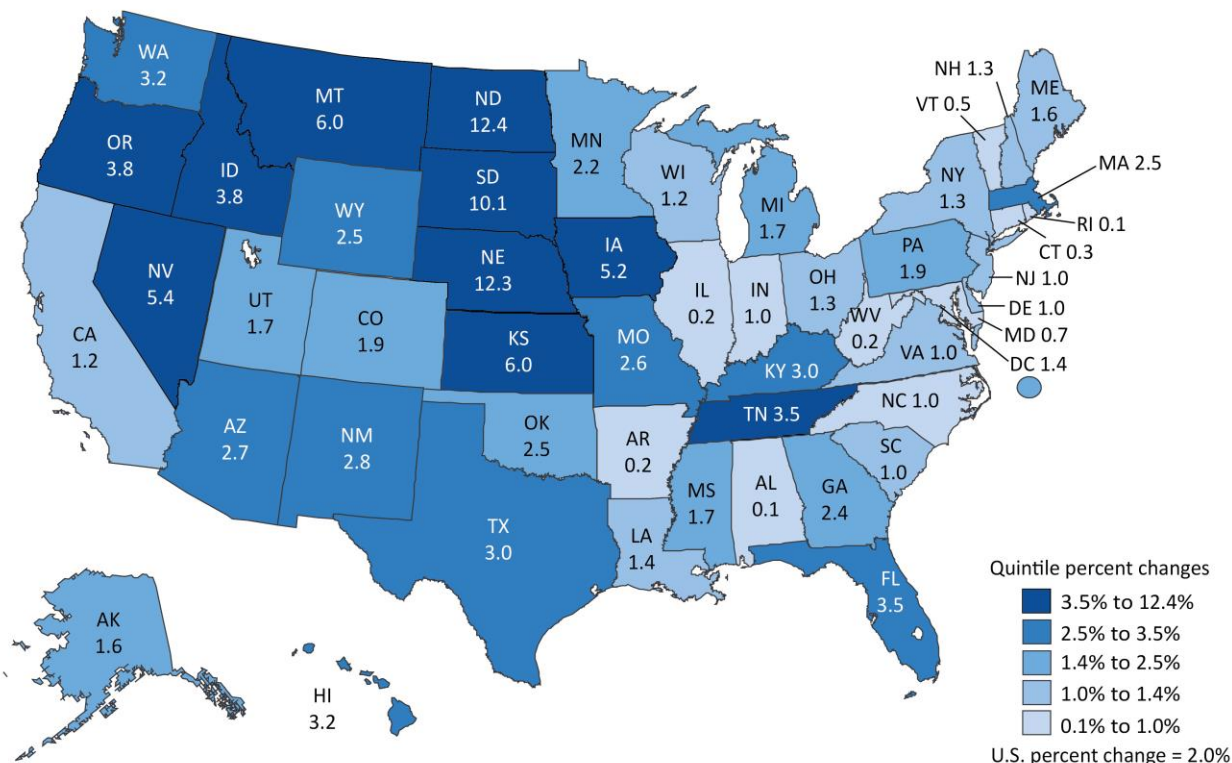 WA
3.2
MT
6.0
ND
12.4
MN
2.2
NH 1.3
VT 0.5
ME
1.6
OR
3.8
ID
3.8
SD
10.1
WI
1.2
MI
1.7
NY
1.3
MA 2.5
WY
2.5
RI 0.1
CT 0.3
NV
5.4
NE
12.3
IA
5.2
PA
1.9
NJ 1.0
UT
1.7
CO
1.9
IL
0.2
IN
1.0
OH
1.3
DE 1.0
WV
0.2
MD 0.7
CA
1.2
KS
6.0
MO
2.6
KY 3.0
VA 1.0
DC 1.4
AZ
2.7
NM
2.8
OK
2.5
AR
0.2
TN 3.5
NC 1.0
SC
1.0
TX
3.0
LA
1.4
MS
1.7
AL
0.1
GA
2.4
FL
3.5
AK
1.6
HI
3.2
Quintile percent changes
3.5% to 12.4%
2.5% to 3.5%
1.4% to 2.5%
1.0% to 1.4%
0.1% to 1.0%
U.S. percent change = 2.0%